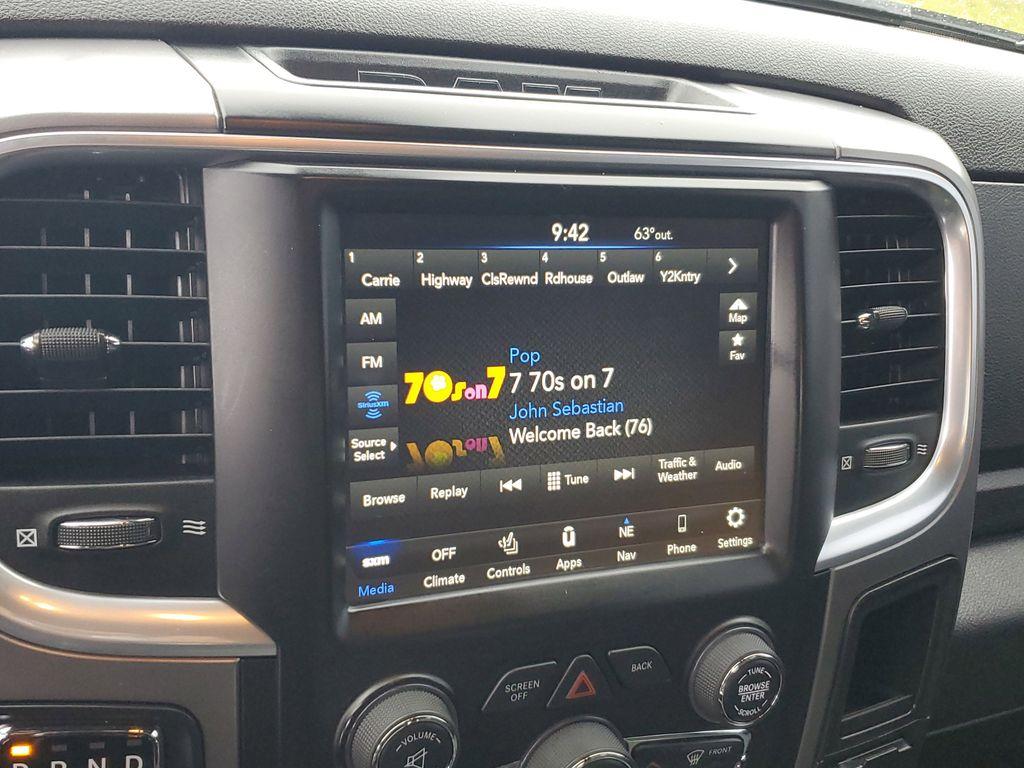 RAM
9:42 63°out.
1 2 3 4 5 6
Carrie Highway ClsRewnd Rdhouse Outlaw Y2Kntry
AM
Map
FM
Fav
Pop
70s on 7 7 70s on 7
SiriusXM
John Sebastian
Welcome Back (76)
Source
Select
Browse Replay Tune Traffic &
Weather Audio
sxm OFF NE
Media Climate Controls Apps Nav Phone Settings
SCREEN
OFF
BACK
TUNE
BROWSE
ENTER
SCROLL
VOLUME
FRONT
P R N D